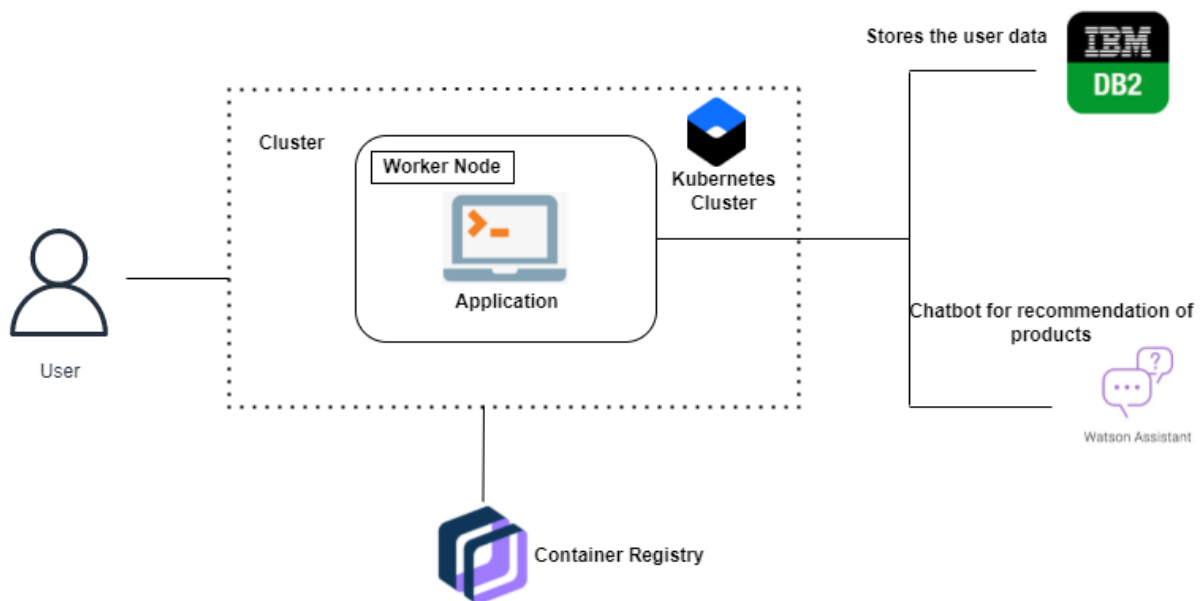 Stores the user data
IBM
DB2
Cluster
Worker Node
Kubernetes
Cluster
Application
User
Chatbot for recommendation of
products
?
Watson Assistant
Container Registry